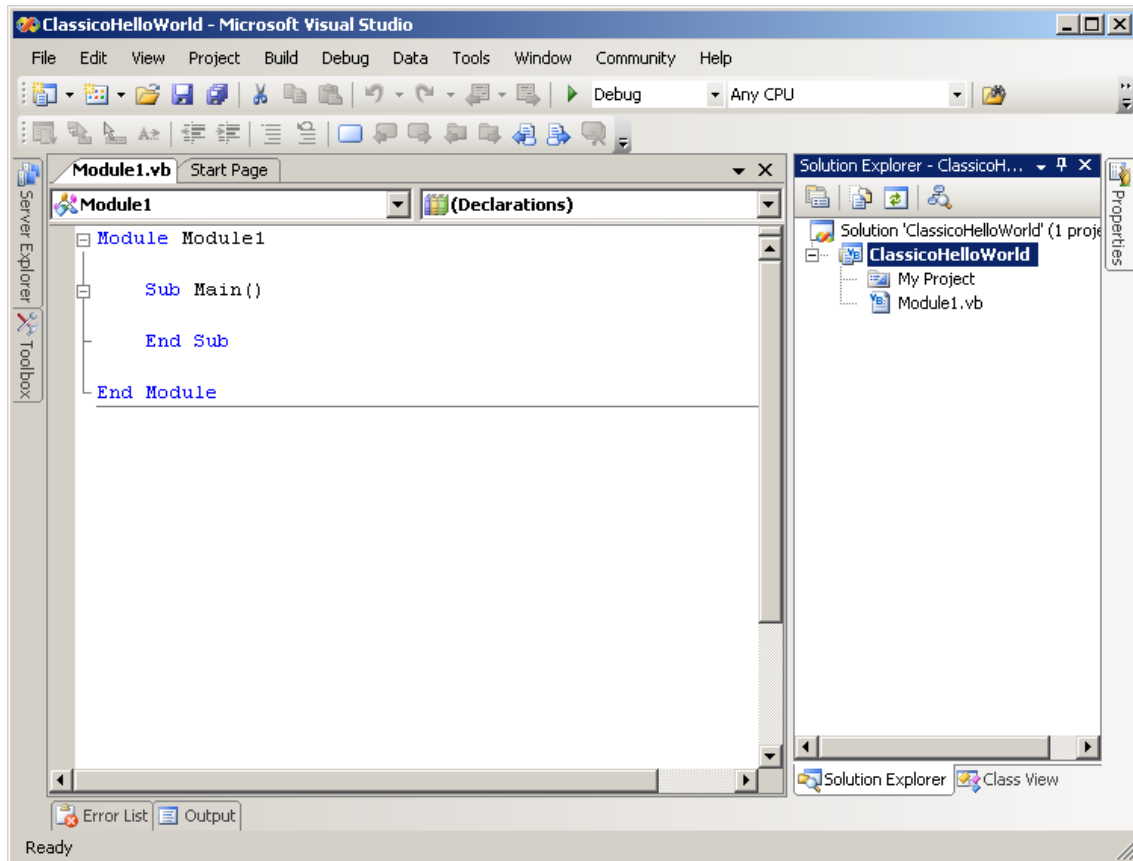 ClassicoHelloWorld - Microsoft Visual Studio
File Edit View Project Build Debug Data Tools Window Community Help
Debug Any CPU
Module1.vb Start Page
Module1 (Declarations)
Module Module1
Sub Main()
End Sub
End Module
Server Explorer
Toolbox
Solution Explorer - ClassicoH...
Solution 'ClassicoHelloWorld' (1 proje
ClassicoHelloWorld
My Project
Module1.vb
Properties
Solution Explorer Class View
Error List Output
Ready